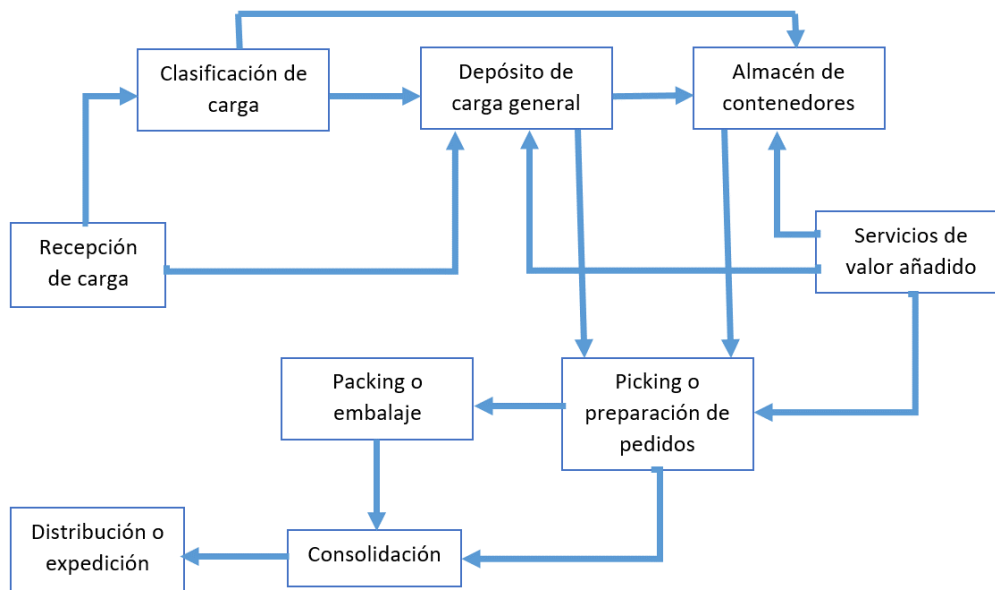 Clasificación de
carga
Depósito de
carga general
Almacén de
contenedores
Recepción
de carga
Servicios de
valor añadido
Packing o
embalaje
Picking o
preparación de
pedidos
Distribución o
expedición
Consolidación